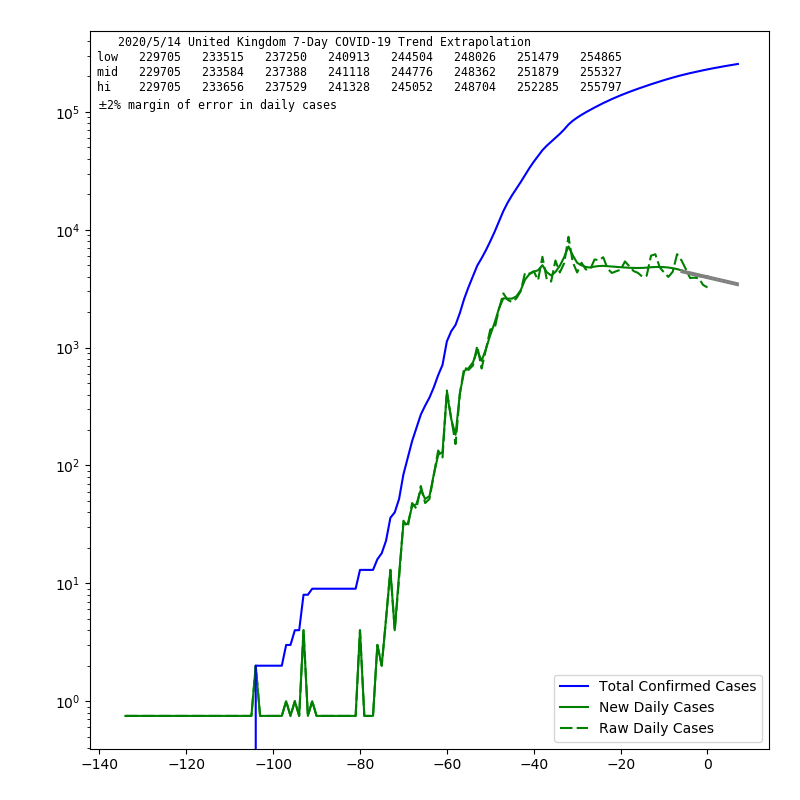 2020/5/14 United Kingdom 7-Day COVID-19 Trend Extrapolation
low 229705 233515 237250 240913 244504 248026 251479 254865
mid 229705 233584 237388 241118 244776 248362 251879 255327
hi 229705 233656 237529 241328 245052 248704 252285 255797
±2% margin of error in daily cases
10⁵
10⁴
10³
10²
10¹
10⁰
Total Confirmed Cases
New Daily Cases
Raw Daily Cases
−140 −120 −100 −80 −60 −40 −20 0